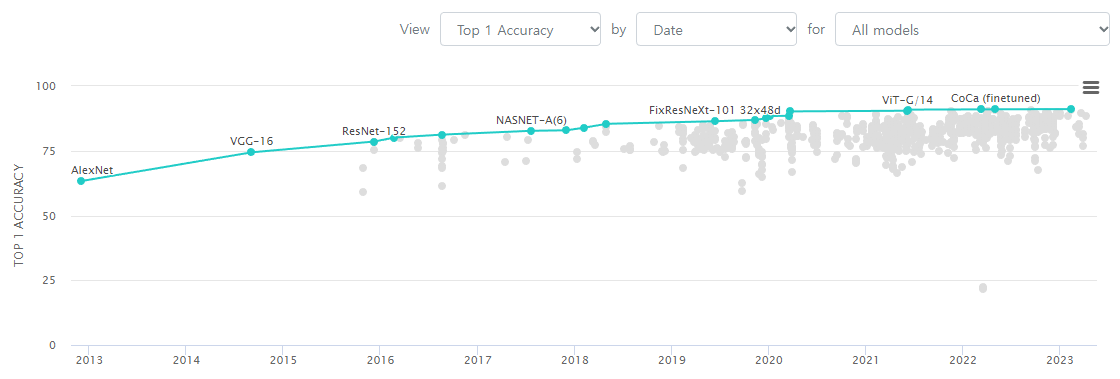 View Top 1 Accuracy by Date for All models
100
FixResNeXt-101 32x48d ViT-G/14 CoCa (finetuned)
NASNET-A(6)
ResNet-152
VGG-16
75
AlexNet
TOP 1 ACCURACY
50
25
0
2013 2014 2015 2016 2017 2018 2019 2020 2021 2022 2023